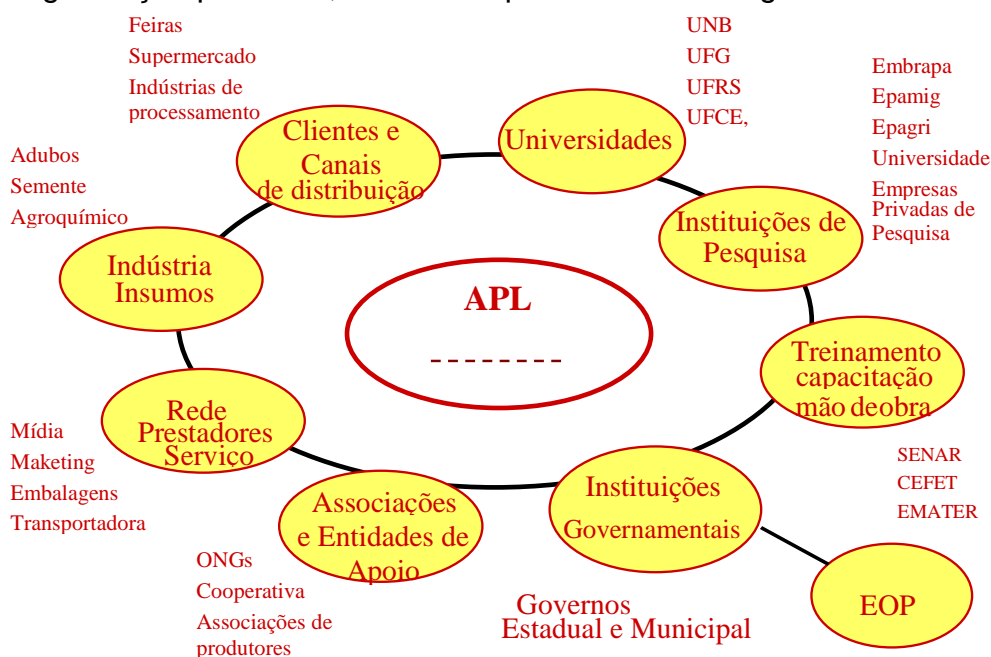 Feiras
Supermercado
Indústrias de
processamento
UNB
UFG
UFRS
UFCE,
Embrapa
Epamig
Epagri
Universidade
Empresas
Privadas de
Pesquisa
Clientes e
Canais
de distribuição
Universidades
Adubos
Semente
Agroquímico
Instituições de
Pesquisa
Indústria
Insumos
APL
_ _ _ _ _ _ _
Treinamento
capacitação
mão deobra
Rede
Prestadores
Serviço
Mídia
Maketing
Embalagens
Transportadora
Associações
e Entidades de
Apoio
Instituições
Governamentais
SENAR
CEFET
EMATER
ONGs
Cooperativa
Associações de
produtores
Governos
Estadual e Municipal
EOP